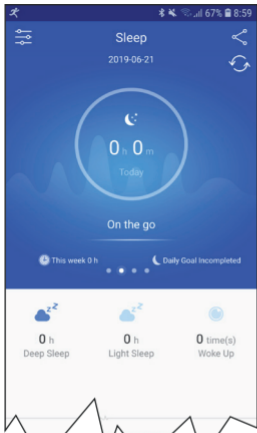 67% 8:59
Sleep
2019-06-21
0 h 0 m
Today
On the go
This week 0 h
Daily Goal Incompleted
0 h
Deep Sleep
0 h
Light Sleep
0 time(s)
Woke Up